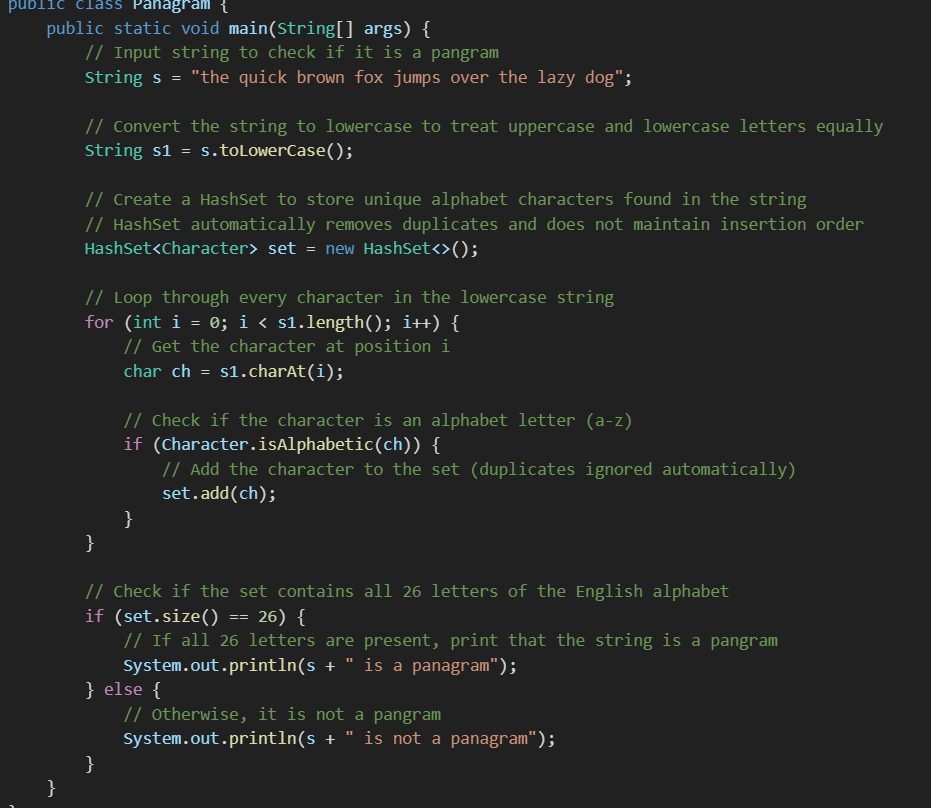 public class Panagram {
    public static void main(String[] args) {
        // Input string to check if it is a pangram
        String s = "the quick brown fox jumps over the lazy dog";

        // Convert the string to lowercase to treat uppercase and lowercase letters equally
        String s1 = s.toLowerCase();

        // Create a HashSet to store unique alphabet characters found in the string
        // HashSet automatically removes duplicates and does not maintain insertion order
        HashSet<Character> set = new HashSet<>();

        // Loop through every character in the lowercase string
        for (int i = 0; i < s1.length(); i++) {
            // Get the character at position i
            char ch = s1.charAt(i);

            // Check if the character is an alphabet letter (a-z)
            if (Character.isAlphabetic(ch)) {
                // Add the character to the set (duplicates ignored automatically)
                set.add(ch);
            }
        }

        // Check if the set contains all 26 letters of the English alphabet
        if (set.size() == 26) {
            // If all 26 letters are present, print that the string is a pangram
            System.out.println(s + " is a panagram");
        } else {
            // Otherwise, it is not a pangram
            System.out.println(s + " is not a panagram");
        }
    }
}